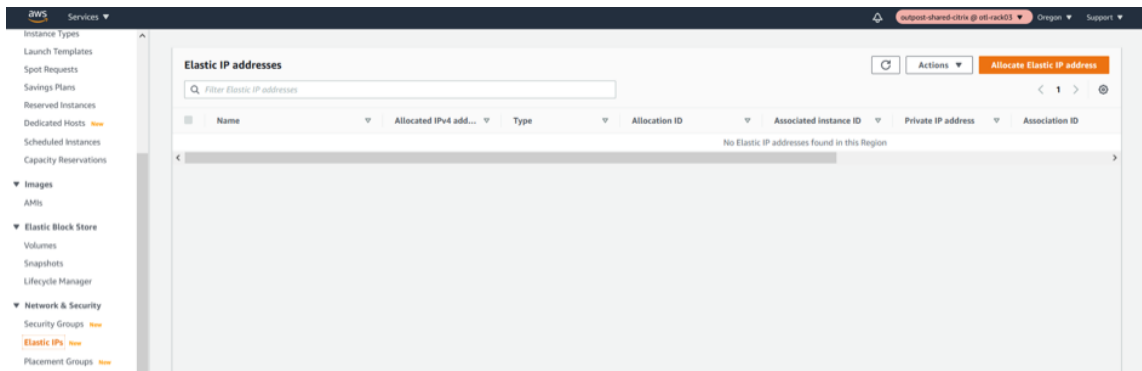 aws Services ▼ outpost-shared-citrix @ otl-rack03 ▼ Oregon ▼ Support ▼
Instance Types
Launch Templates
Spot Requests
Savings Plans
Reserved Instances
Dedicated Hosts New
Scheduled Instances
Capacity Reservations
▼ Images
AMIs
▼ Elastic Block Store
Volumes
Snapshots
Lifecycle Manager
▼ Network & Security
Security Groups New
Elastic IPs New
Placement Groups New
Elastic IP addresses Actions ▼ Allocate Elastic IP address
Filter Elastic IP addresses < 1 >
Name Allocated IPv4 add... Type Allocation ID Associated instance ID Private IP address Association ID
No Elastic IP addresses found in this Region